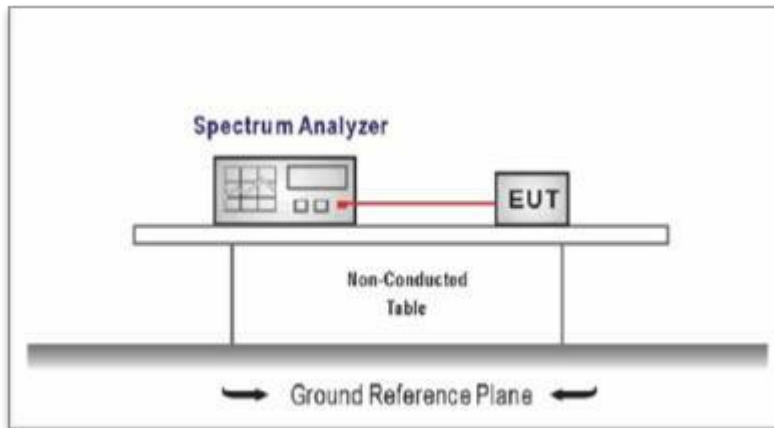 Spectrum Analyzer
EUT
Non-Conducted
Table
Ground Reference Plane